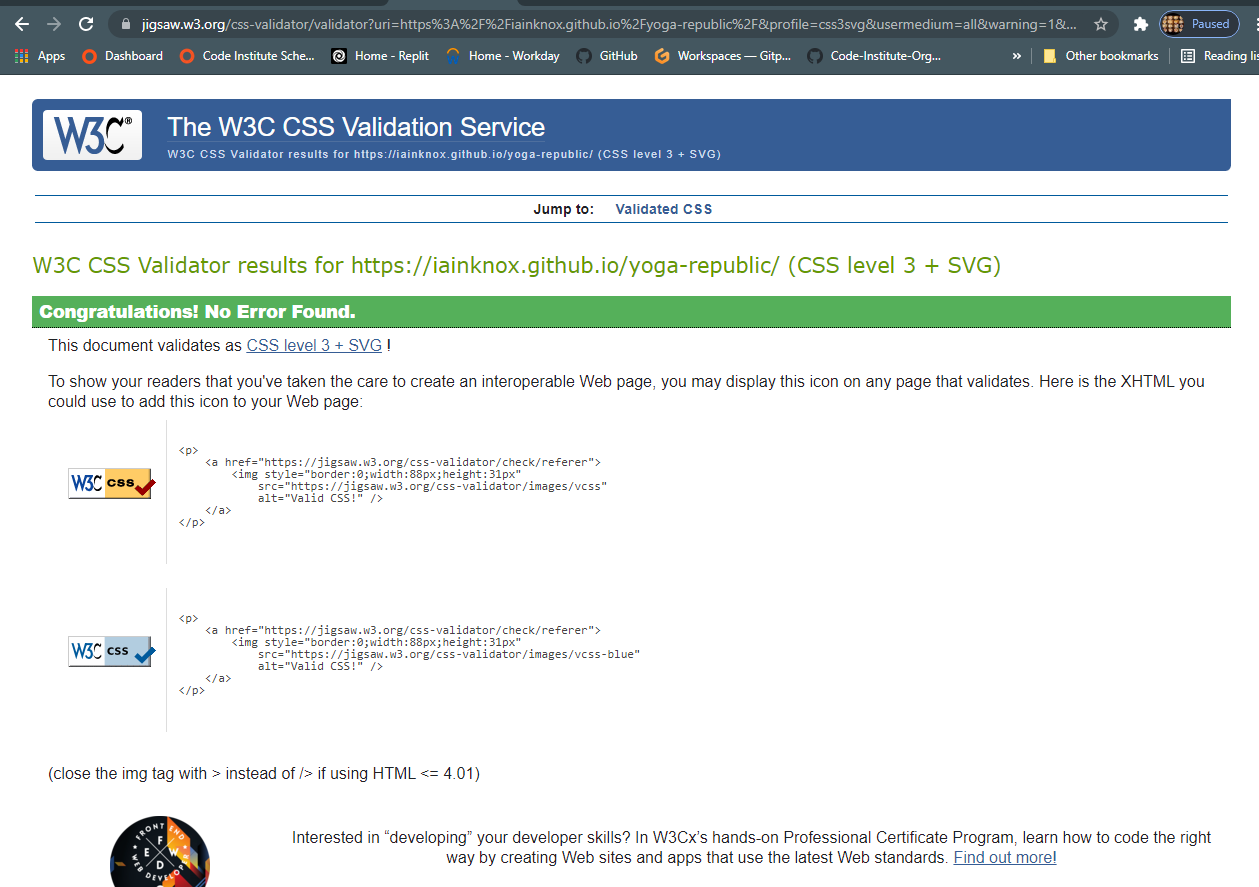 jigsaw.w3.org/css-validator/validator?uri=https%3A%2F%2Fiainknox.github.io%2Fyoga-republic%2F&profile=css3svg&usermedium=all&warning=1&...
Paused
Apps Dashboard Code Institute Sche... Home - Replit Home - Workday GitHub Workspaces — Gitp... Code-Institute-Org... » Other bookmarks Reading lis
W3C® The W3C CSS Validation Service
W3C CSS Validator results for https://iainknox.github.io/yoga-republic/ (CSS level 3 + SVG)
Jump to: Validated CSS
W3C CSS Validator results for https://iainknox.github.io/yoga-republic/ (CSS level 3 + SVG)
Congratulations! No Error Found.
This document validates as CSS level 3 + SVG !
To show your readers that you've taken the care to create an interoperable Web page, you may display this icon on any page that validates. Here is the XHTML you
could use to add this icon to your Web page:
W3C css
<p>
<a href="https://jigsaw.w3.org/css-validator/check/referer">
<img style="border:0;width:88px;height:31px"
src="https://jigsaw.w3.org/css-validator/images/vcss"
alt="Valid CSS!" />
</a>
</p>
W3C css
<p>
<a href="https://jigsaw.w3.org/css-validator/check/referer">
<img style="border:0;width:88px;height:31px"
src="https://jigsaw.w3.org/css-validator/images/vcss-blue"
alt="Valid CSS!" />
</a>
</p>
(close the img tag with > instead of /> if using HTML <= 4.01)
FRONT END
F E W D
WEB DEVELOP
Interested in “developing” your developer skills? In W3Cx’s hands-on Professional Certificate Program, learn how to code the right
way by creating Web sites and apps that use the latest Web standards. Find out more!